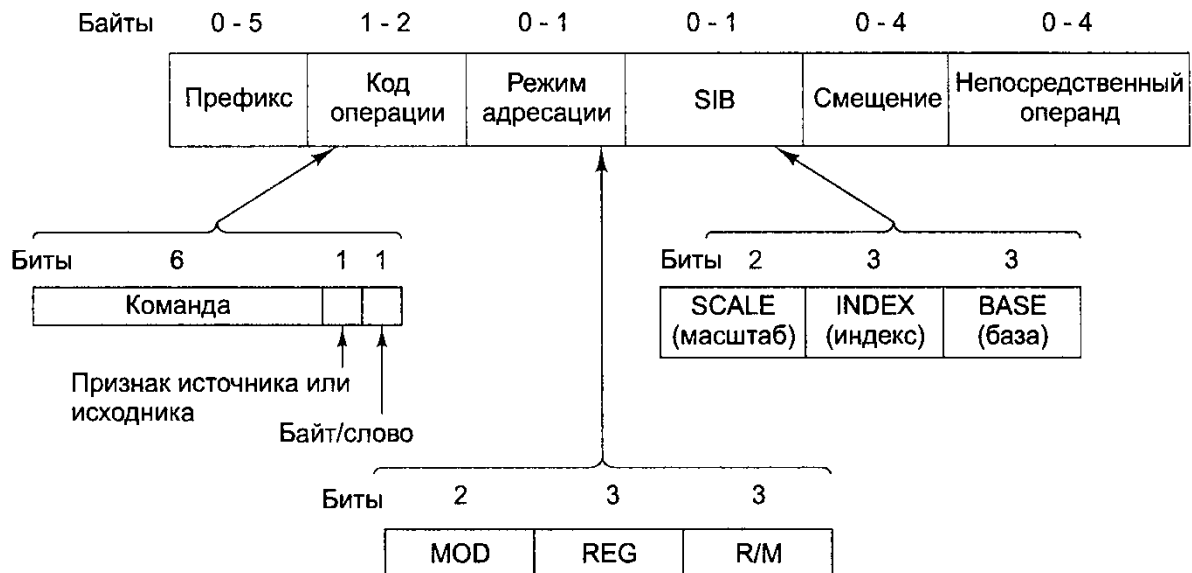 Байты 0 - 5 1 - 2 0 - 1 0 - 1 0 - 4 0 - 4
Префикс
Код
операции
Режим
адресации
SIB
Смещение
Непосредственный
операнд
Биты 6 1 1
Команда
Признак источника или
исходника
Байт/слово
Биты 2 3 3
SCALE
(масштаб)
INDEX
(индекс)
BASE
(база)
Биты 2 3 3
MOD REG R/M